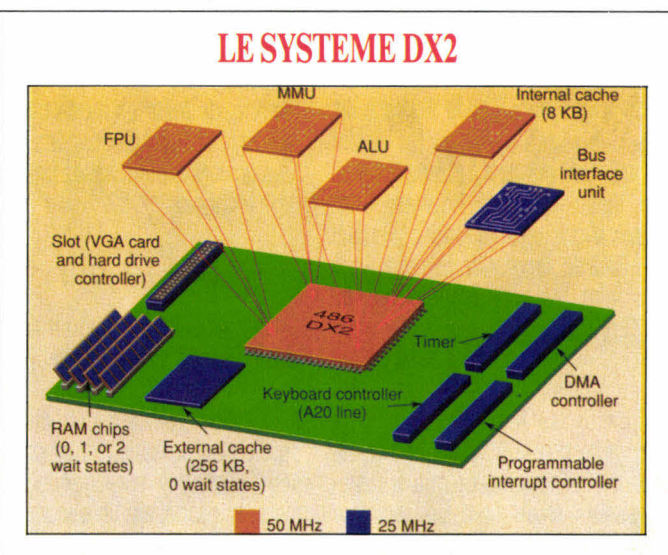 LE SYSTEME DX2
MMU
Internal cache
(8 KB)
FPU
ALU
Bus
interface
unit
Slot (VGA card
and hard drive
controller)
486
DX2
Timer
DMA
controller
Keyboard controller
(A20 line)
RAM chips
(0, 1, or 2
wait states)
External cache
(256 KB,
0 wait states)
Programmable
interrupt controller
50 MHz
25 MHz